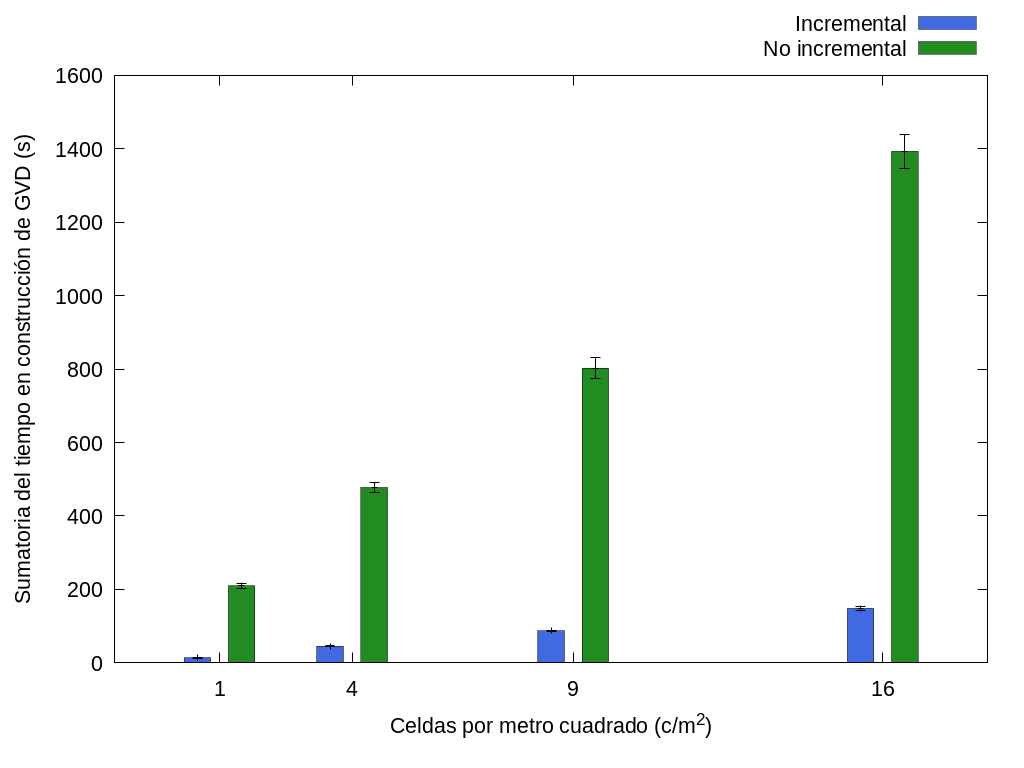 Incremental
No incremental
1600
1400
1200
1000
800
600
400
200
0
Sumatoria del tiempo en construcción de GVD (s)
1 4 9 16
Celdas por metro cuadrado (c/m²)